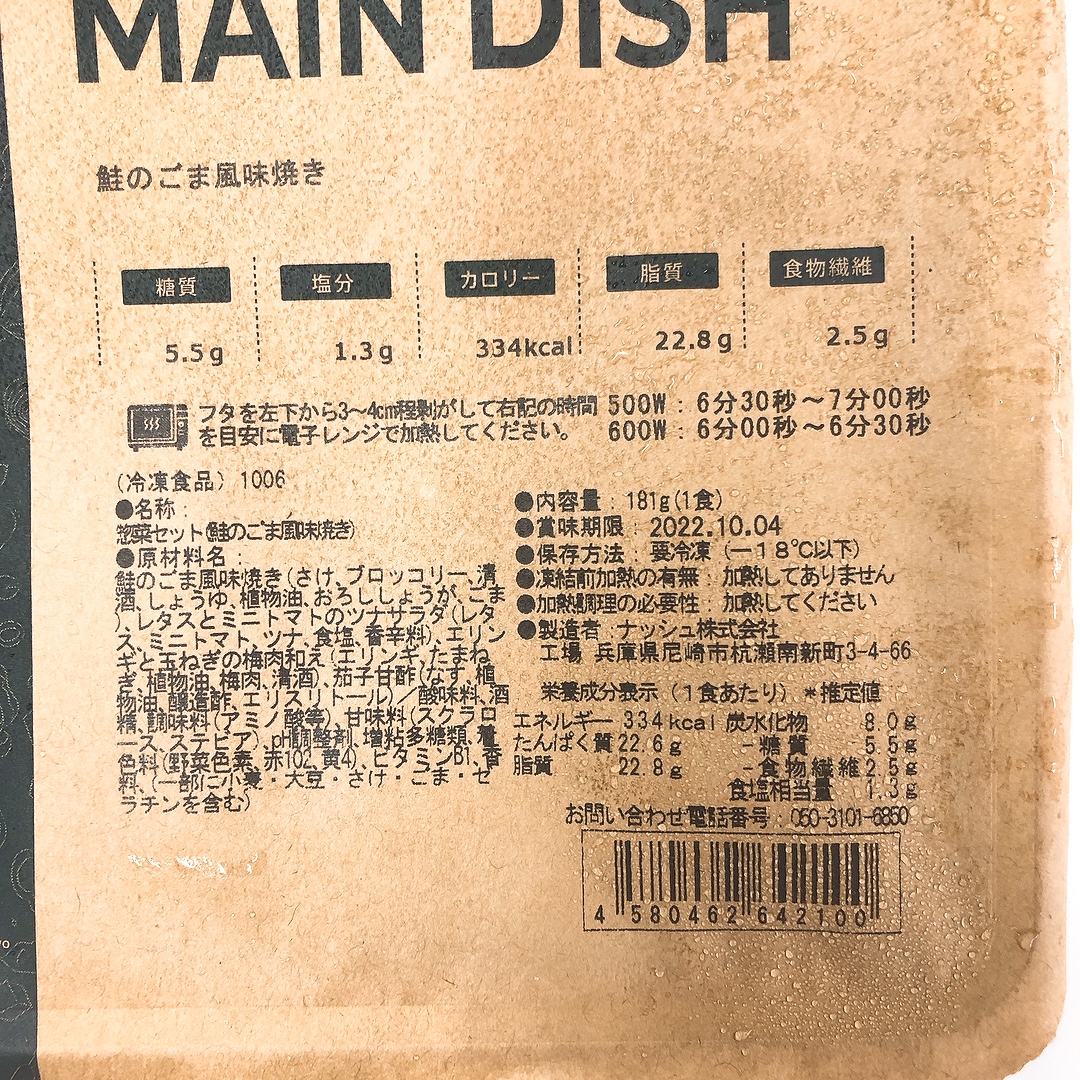 MAIN DISH
鮭のごま風味焼き
糖質 塩分 カロリー 脂質 食物繊維
5.5g 1.3g 334kcal 22.8g 2.5g
フタを左下から3~4cm程剝がして右記の時間 500W:6分30秒~7分00秒
を目安に電子レンジで加熱してください。 600W:6分00秒~6分30秒
(冷凍食品) 1006
●名称:
惣菜セット(鮭のごま風味焼き)
●原材料名:
鮭のごま風味焼き(さけ、ブロッコリー、清
酒、しょうゆ、植物油、おろししょうが、ごま
)、レタスとミニトマトのツナサラダ(レタ
ス、ミニトマト、ツナ、食塩、香辛料)、エリン
ギと玉ねぎの梅肉和え(エリンギ、たまね
ぎ、植物油、梅肉、清酒)、茄子甘酢(なす、植
物油、醸造酢、エリスリトール)/酸味料、酒
精、調味料(アミノ酸等)、甘味料(スクラロ
ース、ステビア)、pH調整剤、増粘多糖類、着
色料(野菜色素、赤102、黄4)、ビタミンB1、香
料、(一部に小麦・大豆・さけ・ごま・ゼ
ラチンを含む)
●内容量:181g(1食)
●賞味期限:2022.10.04
●保存方法:要冷凍(ー18℃以下)
●凍結前加熱の有無:加熱してありません
●加熱調理の必要性:加熱してください
●製造者:ナッシュ株式会社
工場 兵庫県尼崎市杭瀬南新町3-4-66
栄養成分表示(1食あたり)*推定値
エネルギー 334kcal 炭水化物 8.0g
たんぱく質 22.6g -糖質 5.5g
脂質 22.8g -食物繊維 2.5g
食塩相当量 1.3g
お問い合わせ電話番号:050-3101-6850
4 580462 642100